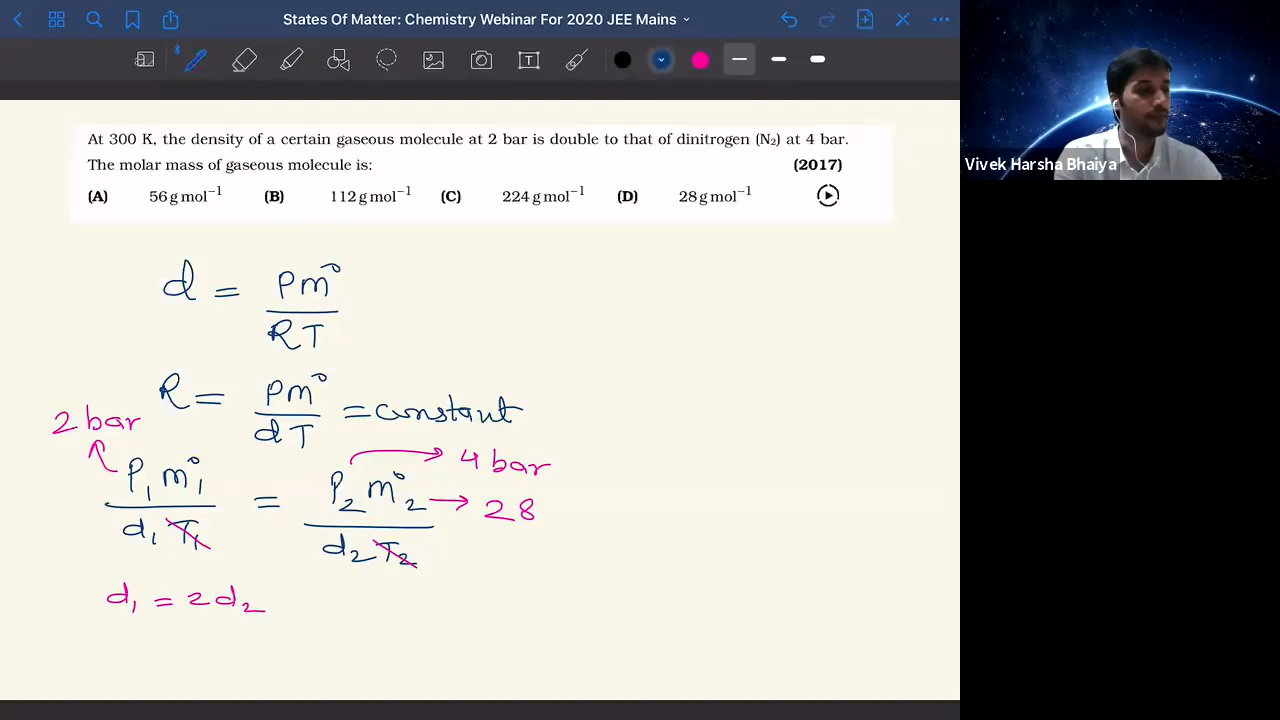 States Of Matter: Chemistry Webinar For 2020 JEE Mains
T
Vivek Harsha Bhaiya
At 300 K, the density of a certain gaseous molecule at 2 bar is double to that of dinitrogen (N₂) at 4 bar.
The molar mass of gaseous molecule is: (2017)
(A) 56 g mol⁻¹ (B) 112 g mol⁻¹ (C) 224 g mol⁻¹ (D) 28 g mol⁻¹
d = PM° / RT
R = PM° / dT = constant
2 bar
4 bar
P₁M°₁ / d₁T₁ = P₂M°₂ / d₂T₂ → 28
d₁ = 2d₂